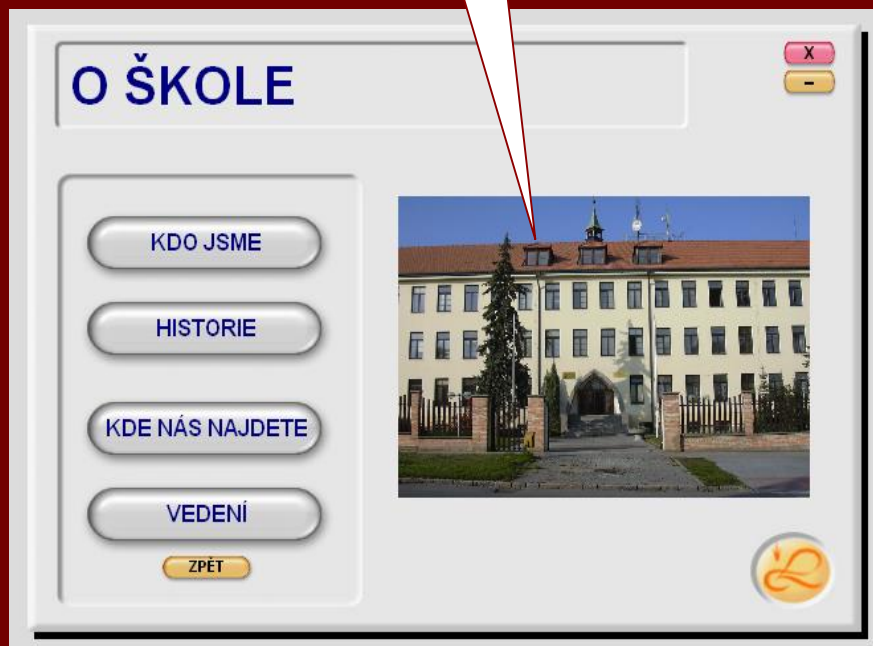 O ŠKOLE
X
-
KDO JSME
HISTORIE
KDE NÁS NAJDETE
VEDENÍ
ZPĚT